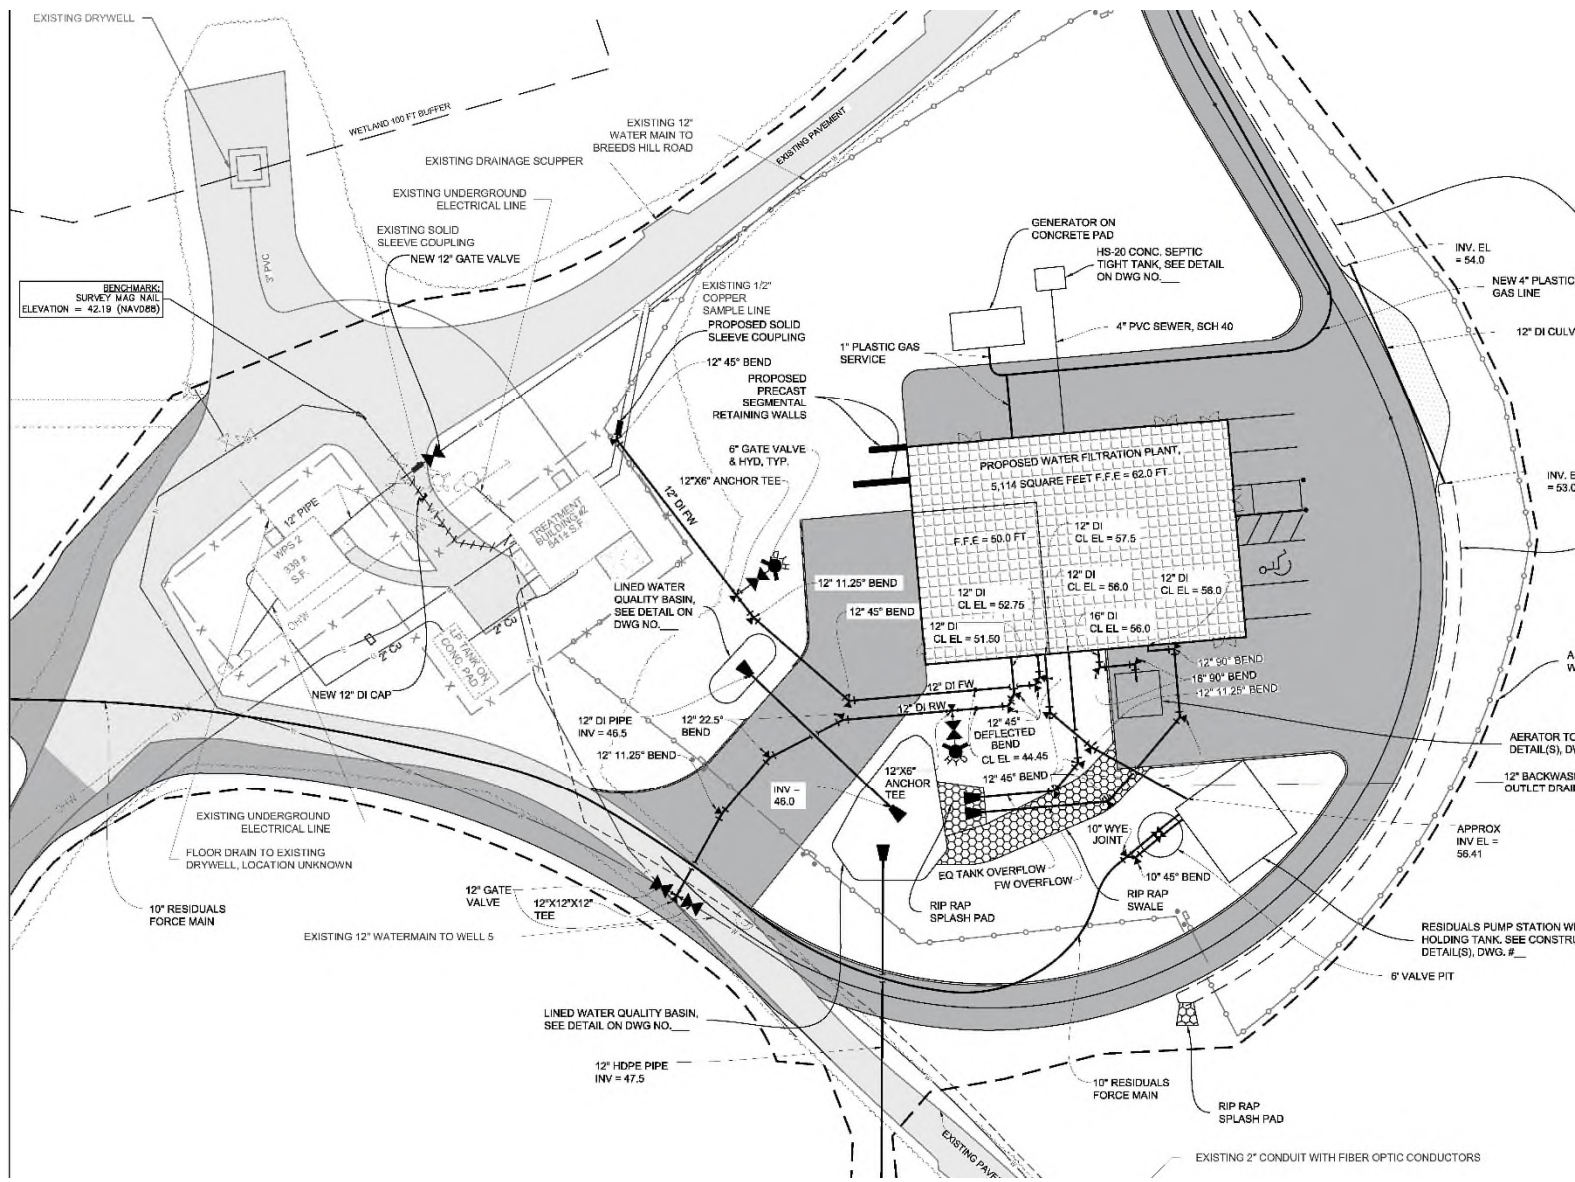 EXISTING DRYWELL
WETLAND 100 FT BUFFER
EXISTING 12"
WATER MAIN TO
BREEDS HILL ROAD
EXISTING PAVEMENT
EXISTING DRAINAGE SCUPPER
EXISTING UNDERGROUND
ELECTRICAL LINE
EXISTING SOLID
SLEEVE COUPLING
NEW 12" GATE VALVE
3" PVC
BENCHMARK:
SURVEY MAG NAIL
ELEVATION = 42.19 (NAVD88)
EXISTING 1/2"
COPPER
SAMPLE LINE
PROPOSED SOLID
SLEEVE COUPLING
12" 45° BEND
GENERATOR ON
CONCRETE PAD
HS-20 CONC. SEPTIC
TIGHT TANK, SEE DETAIL
ON DWG NO.___
4" PVC SEWER, SCH 40
1" PLASTIC GAS
SERVICE
INV. EL
= 54.0
NEW 4" PLASTIC
GAS LINE
12" DI CULV
PROPOSED
PRECAST
SEGMENTAL
RETAINING WALLS
6" GATE VALVE
& HYD, TYP.
12"X6" ANCHOR TEE
12" DI FW
PROPOSED WATER FILTRATION PLANT,
5,114 SQUARE FEET F.F.E = 62.0 FT
F.F.E = 50.0 FT
12" DI
CL EL = 57.5
12" DI
CL EL = 56.0
12" DI
CL EL = 56.0
12" DI
CL EL = 52.75
12" DI
CL EL = 51.50
16" DI
CL EL = 56.0
INV. E
= 53.0
12" PIPE
WPS 2
339 ±
S.F.
TREATMENT
BUILDING #2
841± S.F.
OHW
2" Cu
2" Cu
LP TANK ON
CONC. PAD
NEW 12" DI CAP
LINED WATER
QUALITY BASIN,
SEE DETAIL ON
DWG NO.___
HYD
12" 11.25° BEND
12" 45° BEND
12" DI FW
12" DI RW
12" 90° BEND
16" 90° BEND
12" 11.25° BEND
12" DI PIPE
INV = 46.5
12" 22.5°
BEND
12" 11.25° BEND
12" 45°
DEFLECTED
BEND
CL EL = 44.45
HYD
12" 45° BEND
12"X6"
ANCHOR
TEE
INV =
46.0
AERATOR TO
DETAIL(S), DW
12" BACKWAS
OUTLET DRAI
APPROX
INV EL =
56.41
OHW
OHW
EXISTING UNDERGROUND
ELECTRICAL LINE
FLOOR DRAIN TO EXISTING
DRYWELL, LOCATION UNKNOWN
10" WYE
JOINT
EQ TANK OVERFLOW
FW OVERFLOW
10" 45° BEND
RIP RAP
SPLASH PAD
RIP RAP
SWALE
12" GATE
VALVE
12"X12"X12"
TEE
10" RESIDUALS
FORCE MAIN
EXISTING 12" WATERMAIN TO WELL 5
RESIDUALS PUMP STATION WI
HOLDING TANK. SEE CONSTRU
DETAIL(S), DWG. #__
6' VALVE PIT
LINED WATER QUALITY BASIN,
SEE DETAIL ON DWG NO.___
12" HDPE PIPE
INV = 47.5
10" RESIDUALS
FORCE MAIN
RIP RAP
SPLASH PAD
EXISTING PAVE
EXISTING 2" CONDUIT WITH FIBER OPTIC CONDUCTORS